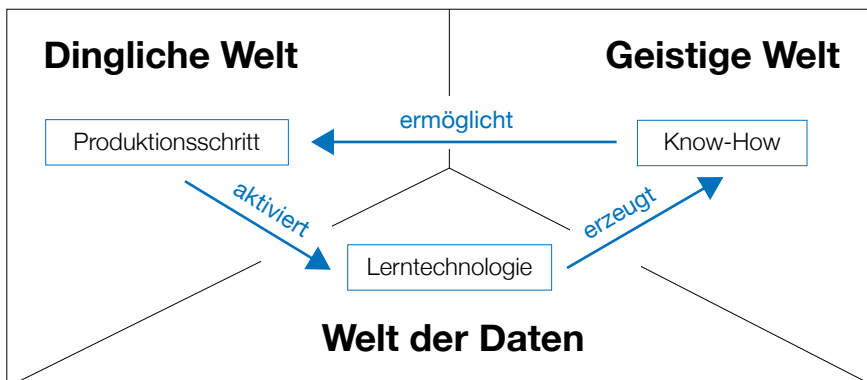 Dingliche Welt
Geistige Welt
ermöglicht
Produktionsschritt
Know-How
aktiviert
erzeugt
Lerntechnologie
Welt der Daten